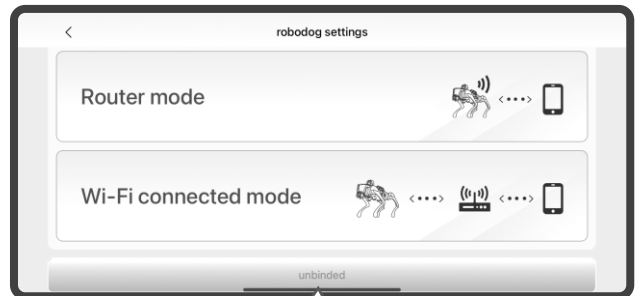 robodog settings
Router mode
Wi-Fi connected mode
unbinded